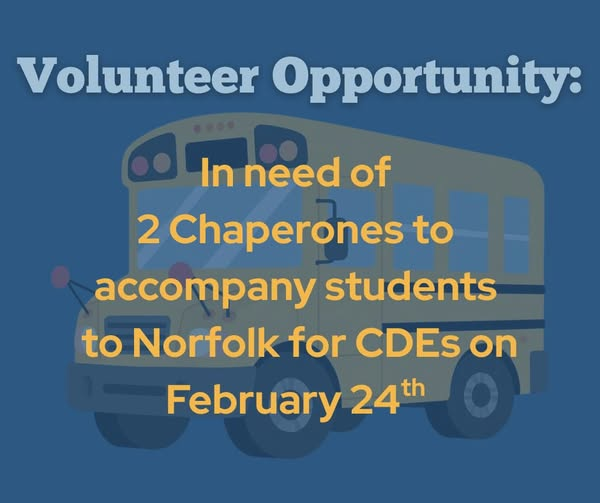 Volunteer Opportunity:
In need of
2 Chaperones to
accompany students
to Norfolk for CDEs on
February 24th